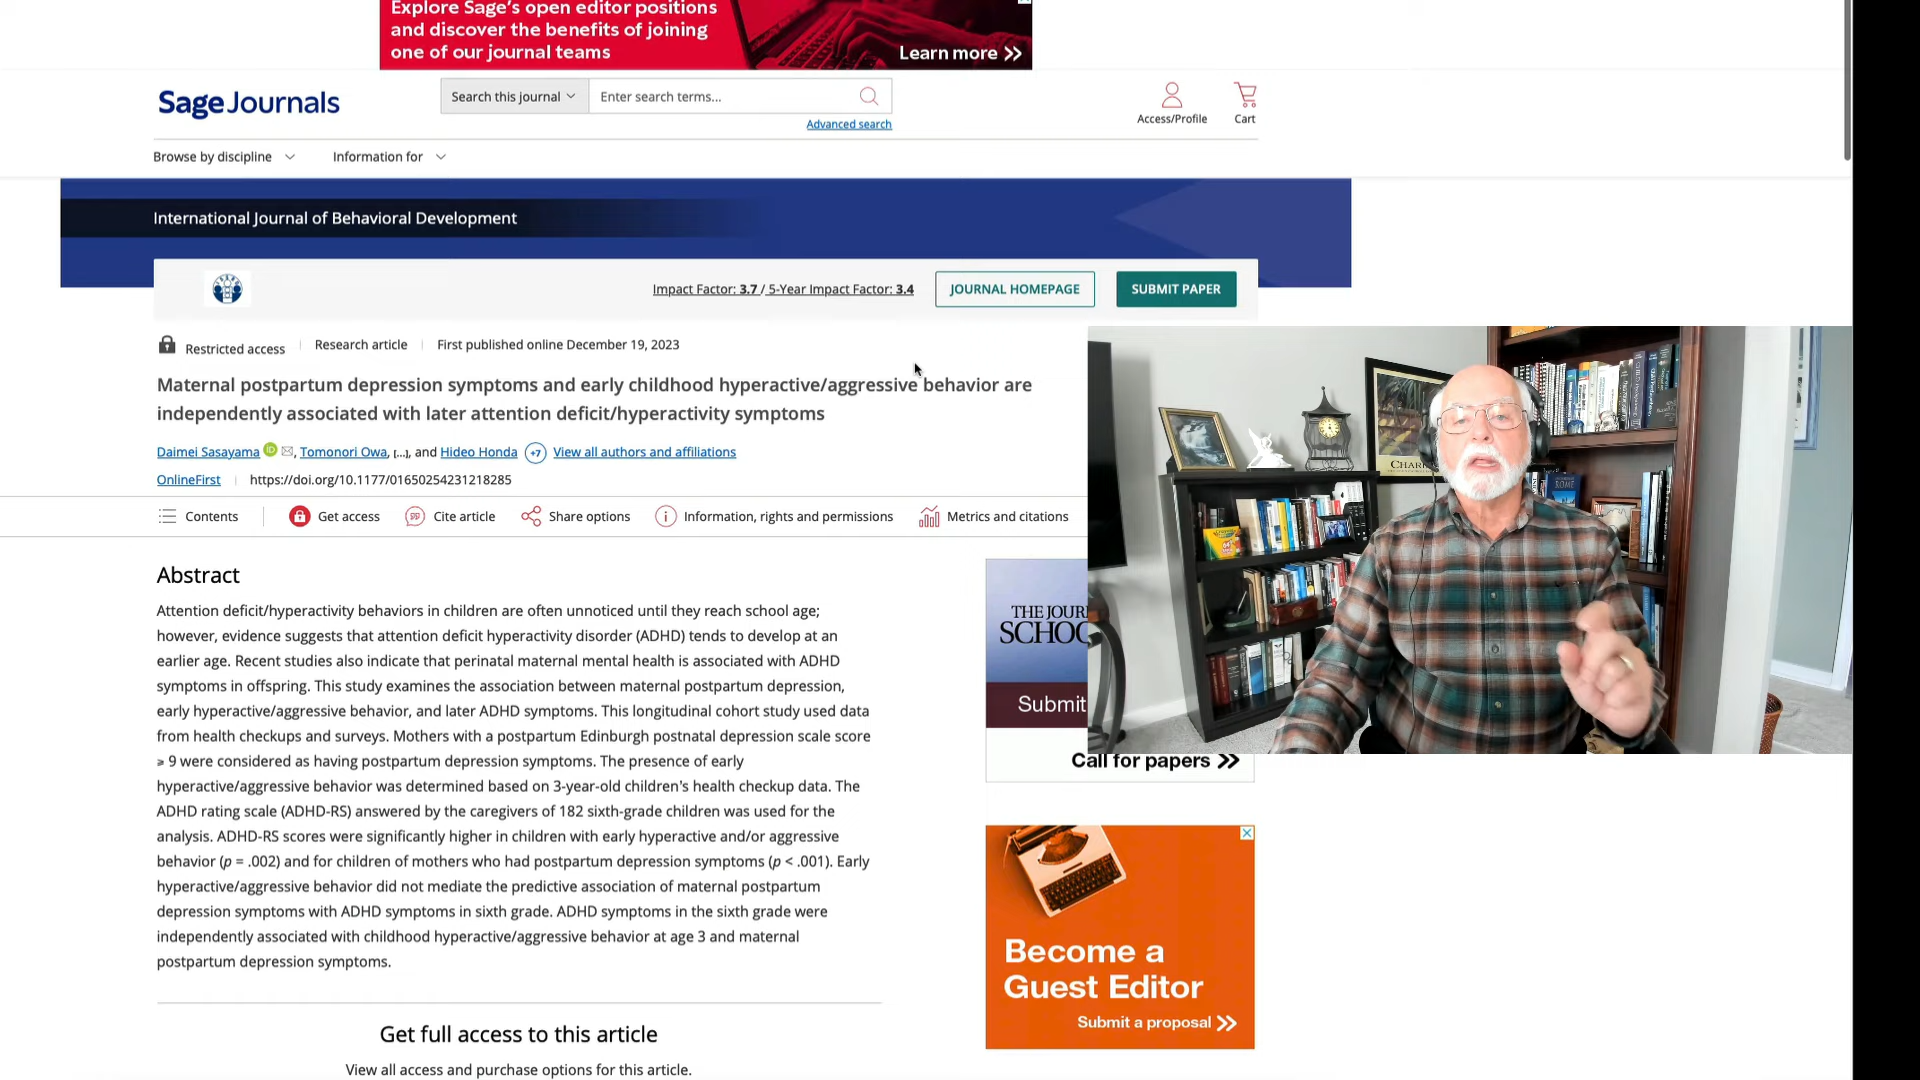 Explore Sage's open editor positions
and discover the benefits of joining
one of our journal teams
Learn more
Sage Journals
Search this journal
Enter search terms...
Advanced search
Access/Profile
Cart
Browse by discipline
Information for
International Journal of Behavioral Development
Impact Factor: 3.7 / 5-Year Impact Factor: 3.4
JOURNAL HOMEPAGE
SUBMIT PAPER
Restricted access
Research article
First published online December 19, 2023
Maternal postpartum depression symptoms and early childhood hyperactive/aggressive behavior are
independently associated with later attention deficit/hyperactivity symptoms
Daimei Sasayama iD, Tomonori Owa, [...], and Hideo Honda +7 View all authors and affiliations
OnlineFirst
https://doi.org/10.1177/01650254231218285
Contents
Get access
Cite article
Share options
Information, rights and permissions
Metrics and citations
Abstract
Attention deficit/hyperactivity behaviors in children are often unnoticed until they reach school age;
however, evidence suggests that attention deficit hyperactivity disorder (ADHD) tends to develop at an
earlier age. Recent studies also indicate that perinatal maternal mental health is associated with ADHD
symptoms in offspring. This study examines the association between maternal postpartum depression,
early hyperactive/aggressive behavior, and later ADHD symptoms. This longitudinal cohort study used data
from health checkups and surveys. Mothers with a postpartum Edinburgh postnatal depression scale score
⩾ 9 were considered as having postpartum depression symptoms. The presence of early
hyperactive/aggressive behavior was determined based on 3-year-old children's health checkup data. The
ADHD rating scale (ADHD-RS) answered by the caregivers of 182 sixth-grade children was used for the
analysis. ADHD-RS scores were significantly higher in children with early hyperactive and/or aggressive
behavior (p = .002) and for children of mothers who had postpartum depression symptoms (p < .001). Early
hyperactive/aggressive behavior did not mediate the predictive association of maternal postpartum
depression symptoms with ADHD symptoms in sixth grade. ADHD symptoms in the sixth grade were
independently associated with childhood hyperactive/aggressive behavior at age 3 and maternal
postpartum depression symptoms.
Get full access to this article
View all access and purchase options for this article.
THE JOUR
SCHOO
Submit
Call for papers
Become a
Guest Editor
Submit a proposal
CHAR
ROME